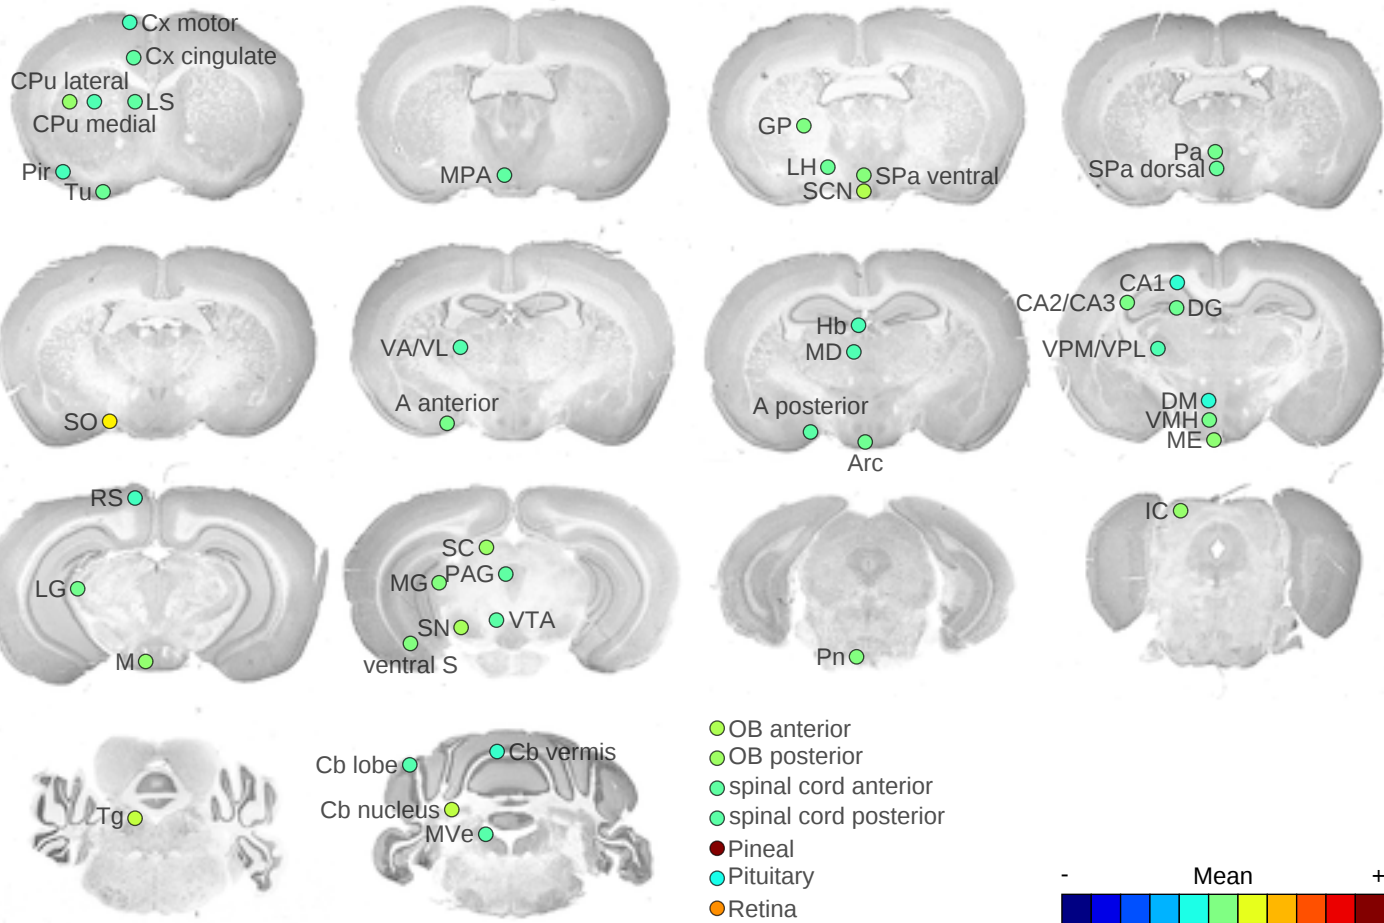 Cx motor
Cx cingulate
CPu lateral
LS
CPu medial
Pir
Tu
MPA
GP
LH
SPa ventral
SCN
Pa
SPa dorsal
SO
VA/VL
A anterior
Hb
MD
A posterior
Arc
CA1
CA2/CA3
DG
VPM/VPL
DM
VMH
ME
RS
LG
M
SC
PAG
MG
SN
VTA
ventral S
Pn
IC
Tg
Cb lobe
Cb vermis
Cb nucleus
MVe
OB anterior
OB posterior
spinal cord anterior
spinal cord posterior
Pineal
Pituitary
Retina
- Mean +